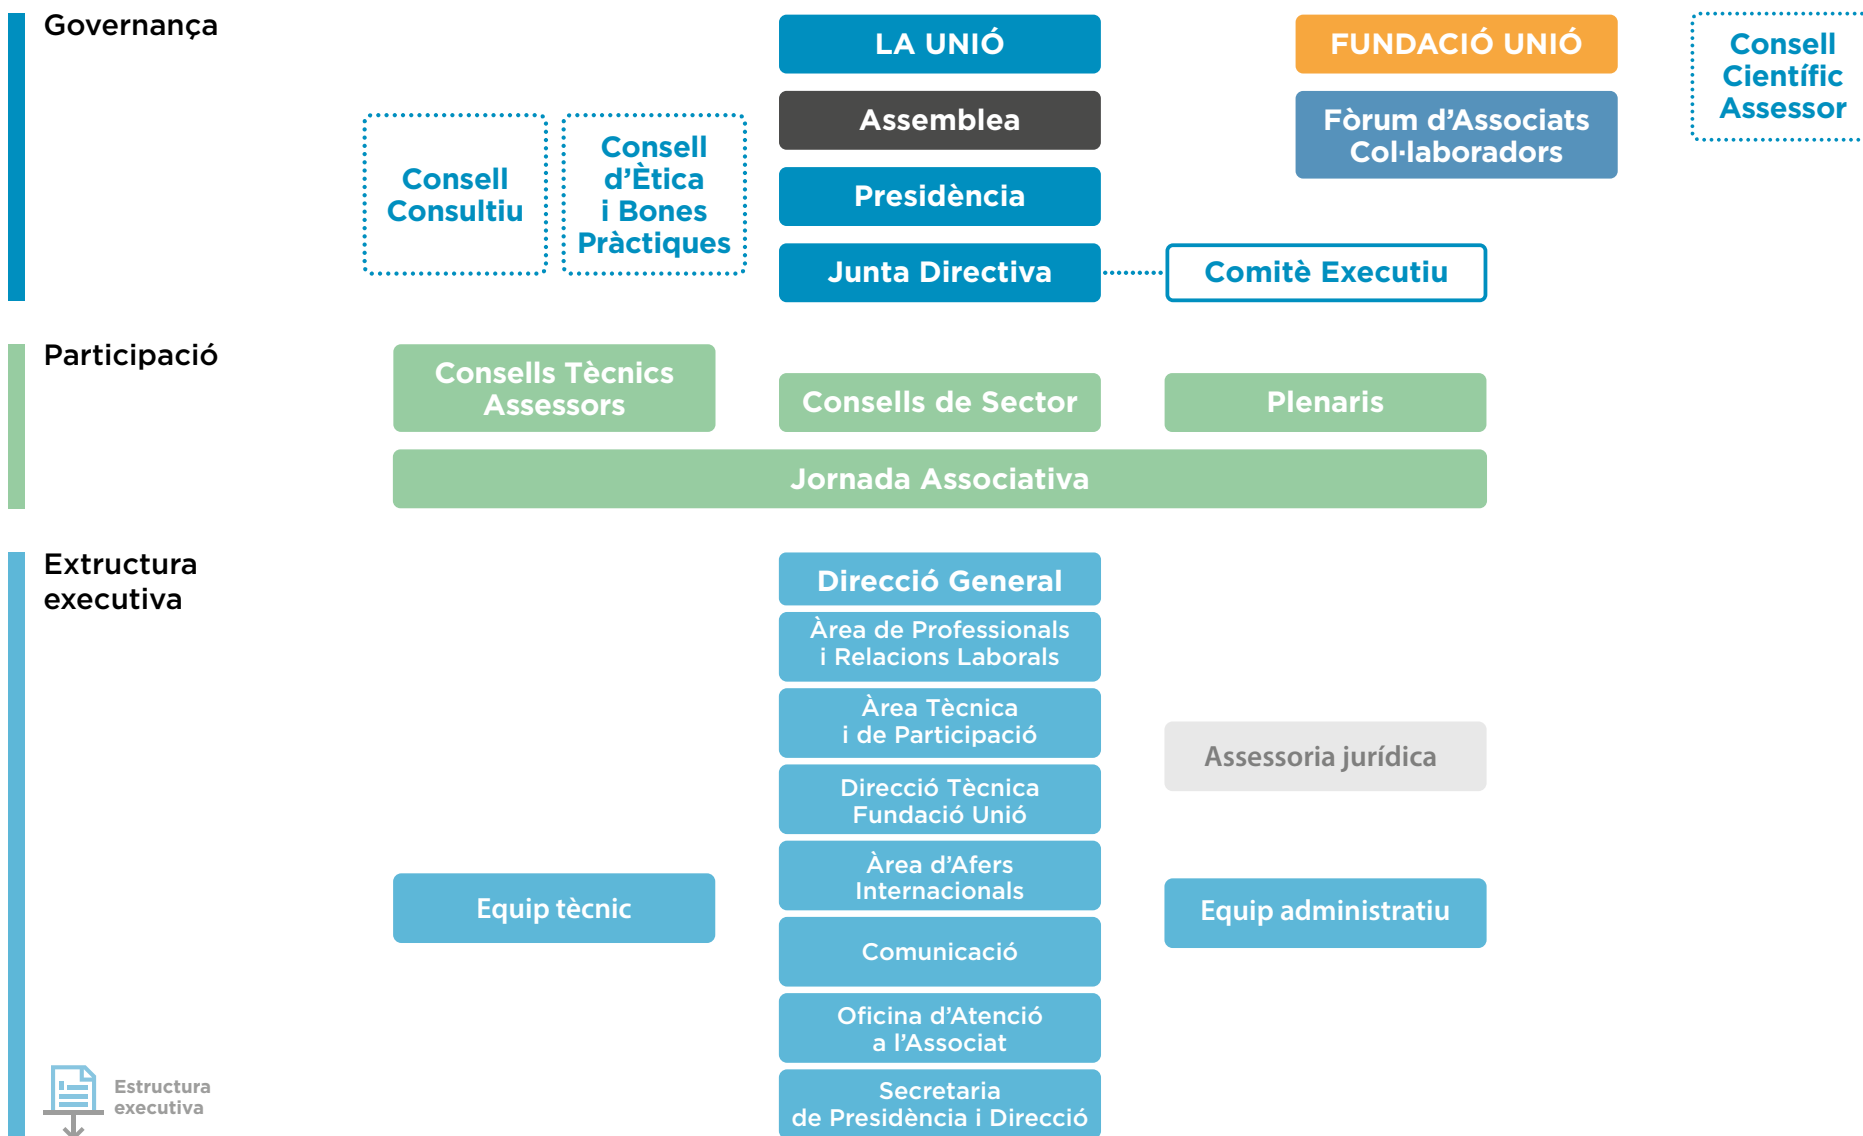 Governança
LA UNIÓ
FUNDACIÓ UNIÓ
Consell
Científic
Assessor
Assemblea
Fòrum d’Associats
Col·laboradors
Consell
Consultiu
Consell
d’Ètica
i Bones
Pràctiques
Presidència
Junta Directiva
Comitè Executiu
Participació
Consells Tècnics
Assessors
Consells de Sector
Plenaris
Jornada Associativa
Extructura
executiva
Direcció General
Àrea de Professionals
i Relacions Laborals
Àrea Tècnica
i de Participació
Assessoria jurídica
Direcció Tècnica
Fundació Unió
Àrea d’Afers
Internacionals
Equip tècnic
Equip administratiu
Comunicació
Oficina d’Atenció
a l’Associat
Secretaria
de Presidència i Direcció
Estructura
executiva